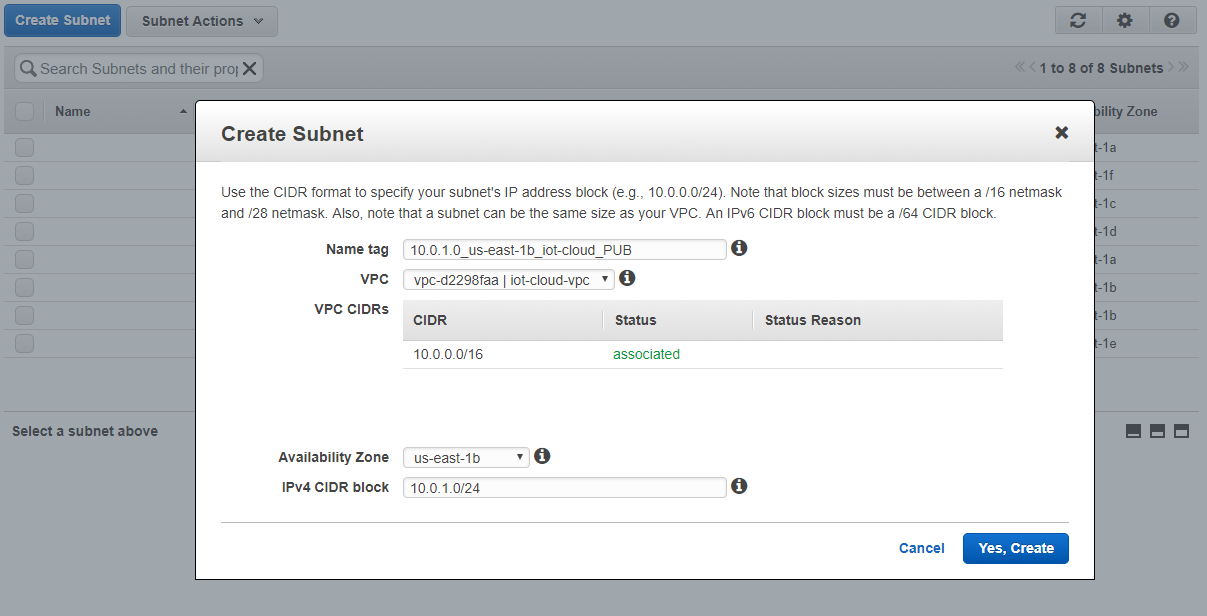 Create Subnet
Subnet Actions
Search Subnets and their prop
1 to 8 of 8 Subnets
Name
bility Zone
t-1a
t-1f
t-1c
t-1d
t-1a
t-1b
t-1b
t-1e
Select a subnet above
Create Subnet
Use the CIDR format to specify your subnet's IP address block (e.g., 10.0.0.0/24). Note that block sizes must be between a /16 netmask
and /28 netmask. Also, note that a subnet can be the same size as your VPC. An IPv6 CIDR block must be a /64 CIDR block.
Name tag 10.0.1.0_us-east-1b_iot-cloud_PUB
VPC vpc-d2298faa | iot-cloud-vpc
VPC CIDRs
CIDR Status Status Reason
10.0.0.0/16 associated
Availability Zone us-east-1b
IPv4 CIDR block 10.0.1.0/24
Cancel Yes, Create